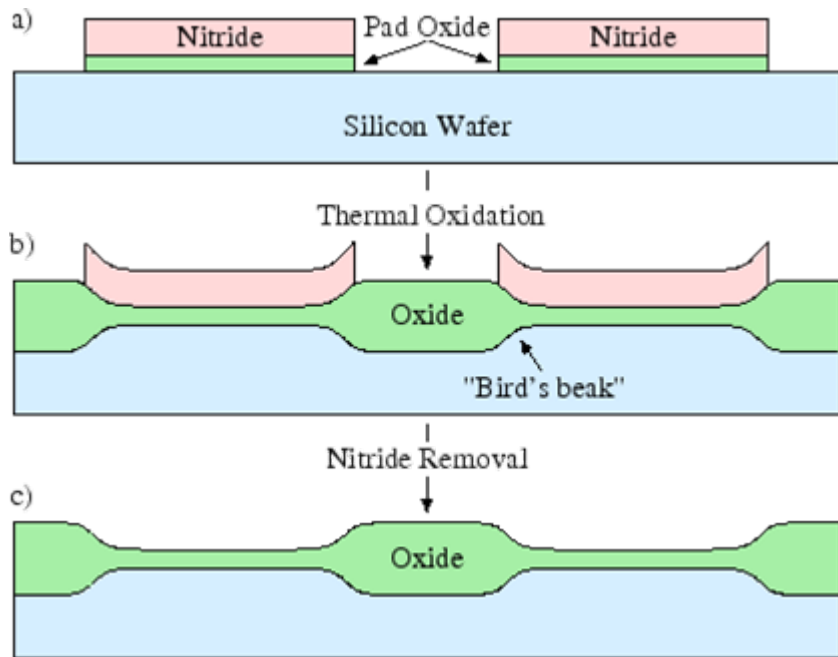 a)
Nitride
Pad Oxide
Nitride
Silicon Wafer
Thermal Oxidation
b)
Oxide
"Bird's beak"
Nitride Removal
c)
Oxide